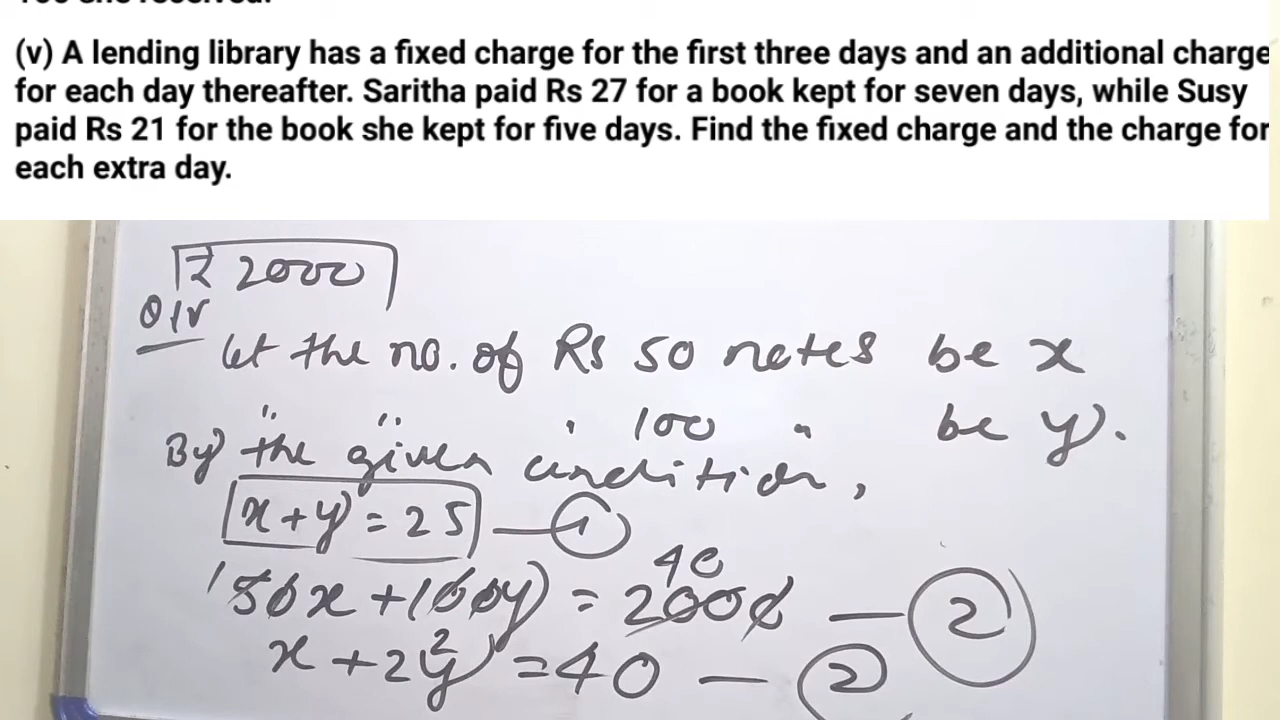 (v) A lending library has a fixed charge for the first three days and an additional charge
for each day thereafter. Saritha paid Rs 27 for a book kept for seven days, while Susy
paid Rs 21 for the book she kept for five days. Find the fixed charge and the charge for
each extra day.
₹ 2000
let the no. of Rs 50 notes be x
" " " 100 " be y.
By the given condition,
x+y = 25 — 1
1 50x + 100y = 2000 — 2
40
2
x + 2y = 40 — 2